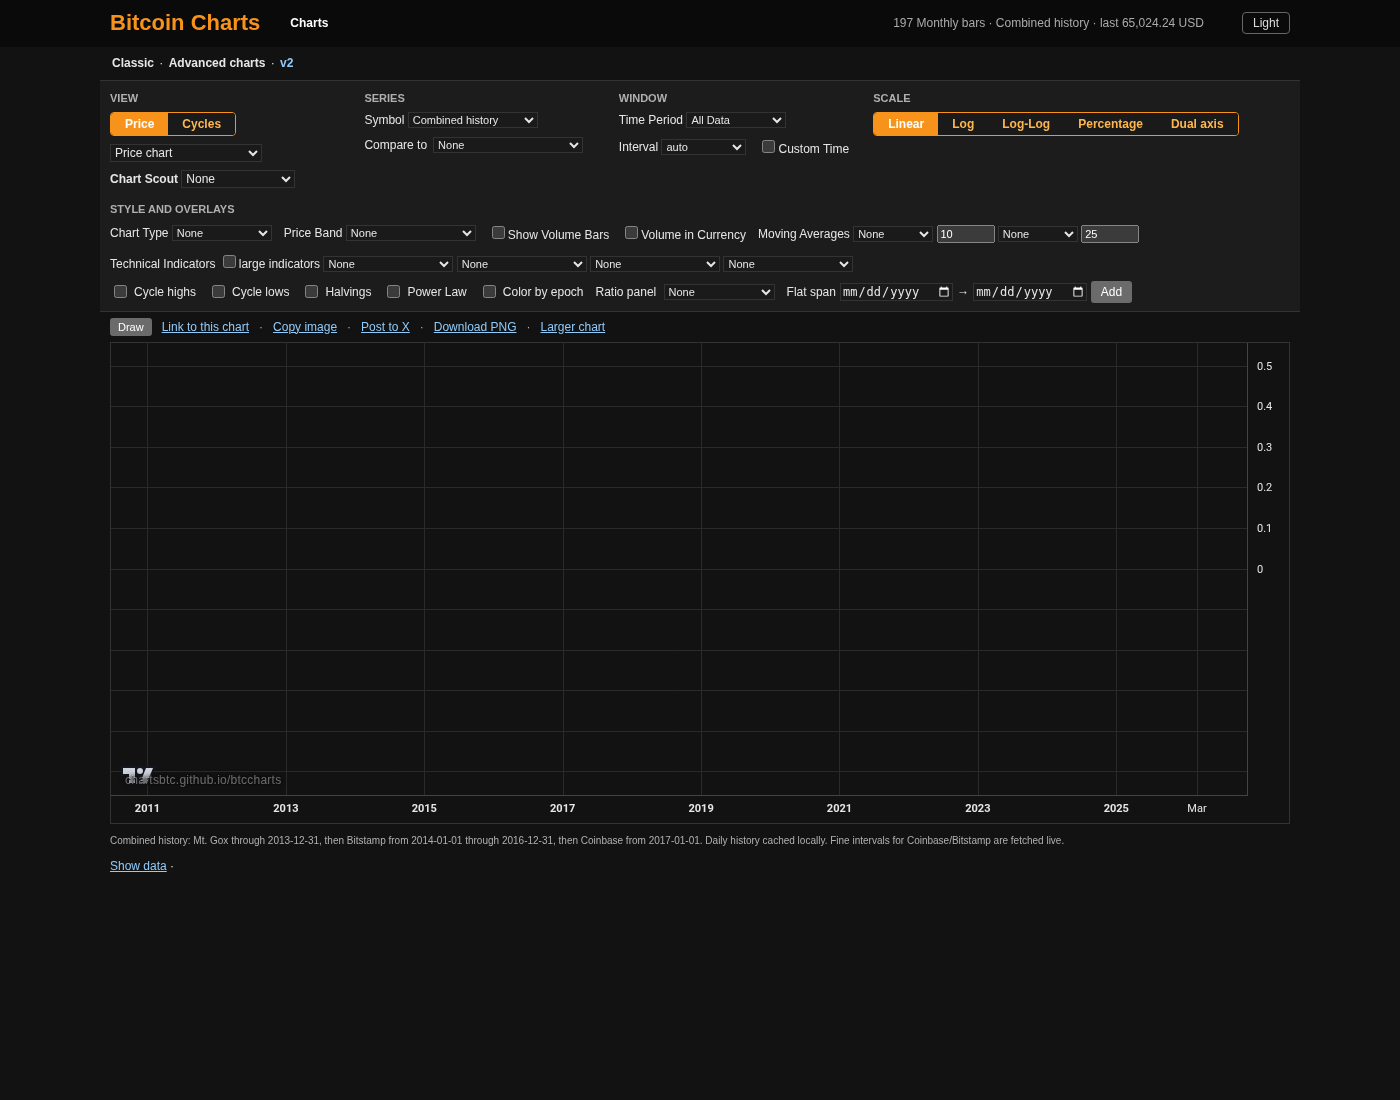 Bitcoin Charts Charts 197 Monthly bars · Combined history · last 65,024.24 USD Light
Classic · Advanced charts · v2
VIEW SERIES WINDOW SCALE
Price Cycles Symbol Combined history Time Period All Data Linear Log Log-Log Percentage Dual axis
Price chart Compare to None Interval auto Custom Time
Chart Scout None
STYLE AND OVERLAYS
Chart Type None Price Band None Show Volume Bars Volume in Currency Moving Averages None 10 None 25
Technical Indicators large indicators None None None None
Cycle highs Cycle lows Halvings Power Law Color by epoch Ratio panel None Flat span mm/dd/yyyy → mm/dd/yyyy Add
Draw Link to this chart · Copy image · Post to X · Download PNG · Larger chart
0.5
0.4
0.3
0.2
0.1
0
chartsbtc.github.io/btccharts
2011 2013 2015 2017 2019 2021 2023 2025 Mar
Combined history: Mt. Gox through 2013-12-31, then Bitstamp from 2014-01-01 through 2016-12-31, then Coinbase from 2017-01-01. Daily history cached locally. Fine intervals for Coinbase/Bitstamp are fetched live.
Show data ·